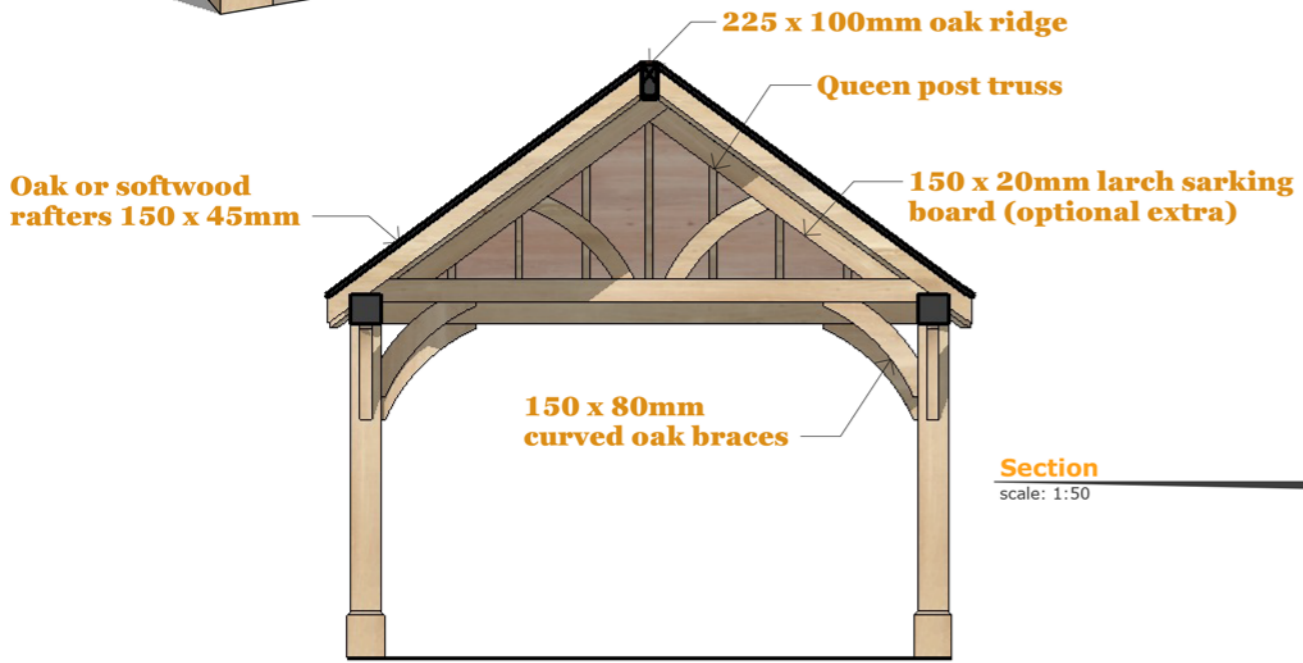 225 x 100mm oak ridge
Queen post truss
Oak or softwood
rafters 150 x 45mm
150 x 20mm larch sarking
board (optional extra)
150 x 80mm
curved oak braces
Section
scale: 1:50